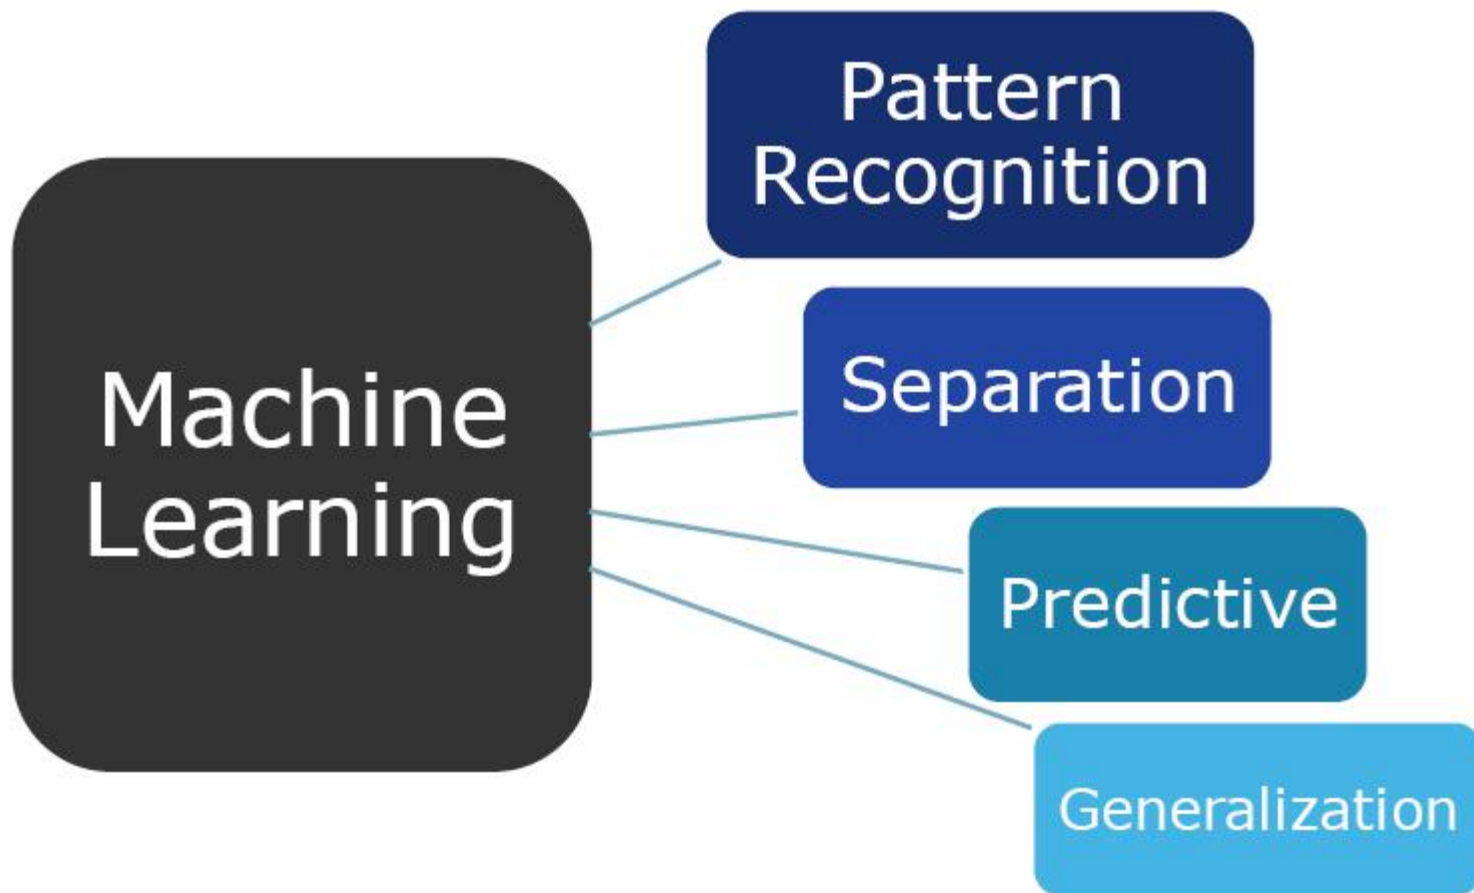 Machine
Learning
Pattern
Recognition
Separation
Predictive
Generalization